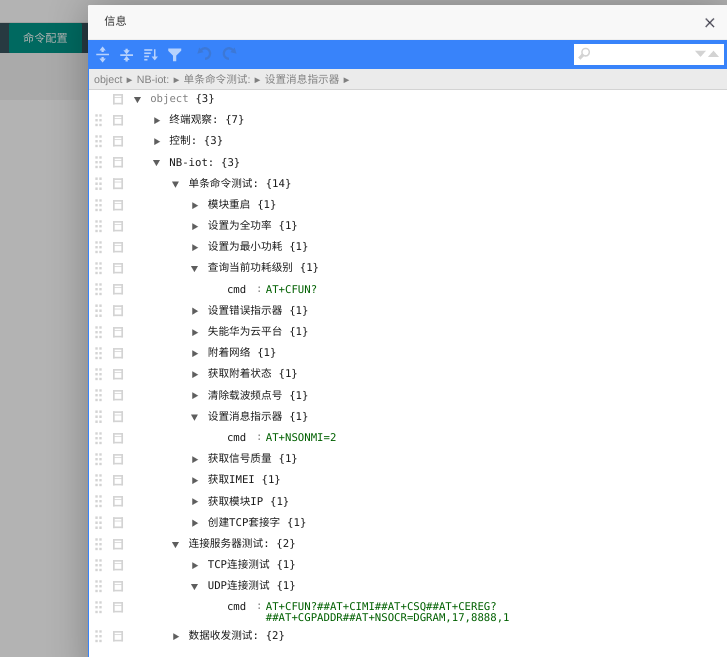 信息
命令配置
object ▸ NB-iot: ▸ 单条命令测试: ▸ 设置消息指示器 ▸
object {3}
终端观察: {7}
控制: {3}
NB-iot: {3}
单条命令测试: {14}
模块重启 {1}
设置为全功率 {1}
设置为最小功耗 {1}
查询当前功耗级别 {1}
cmd : AT+CFUN?
设置错误指示器 {1}
失能华为云平台 {1}
附着网络 {1}
获取附着状态 {1}
清除载波频点号 {1}
设置消息指示器 {1}
cmd : AT+NSONMI=2
获取信号质量 {1}
获取IMEI {1}
获取模块IP {1}
创建TCP套接字 {1}
连接服务器测试: {2}
TCP连接测试 {1}
UDP连接测试 {1}
cmd : AT+CFUN?##AT+CIMI##AT+CSQ##AT+CEREG?
##AT+CGPADDR##AT+NSOCR=DGRAM,17,8888,1
数据收发测试: {2}